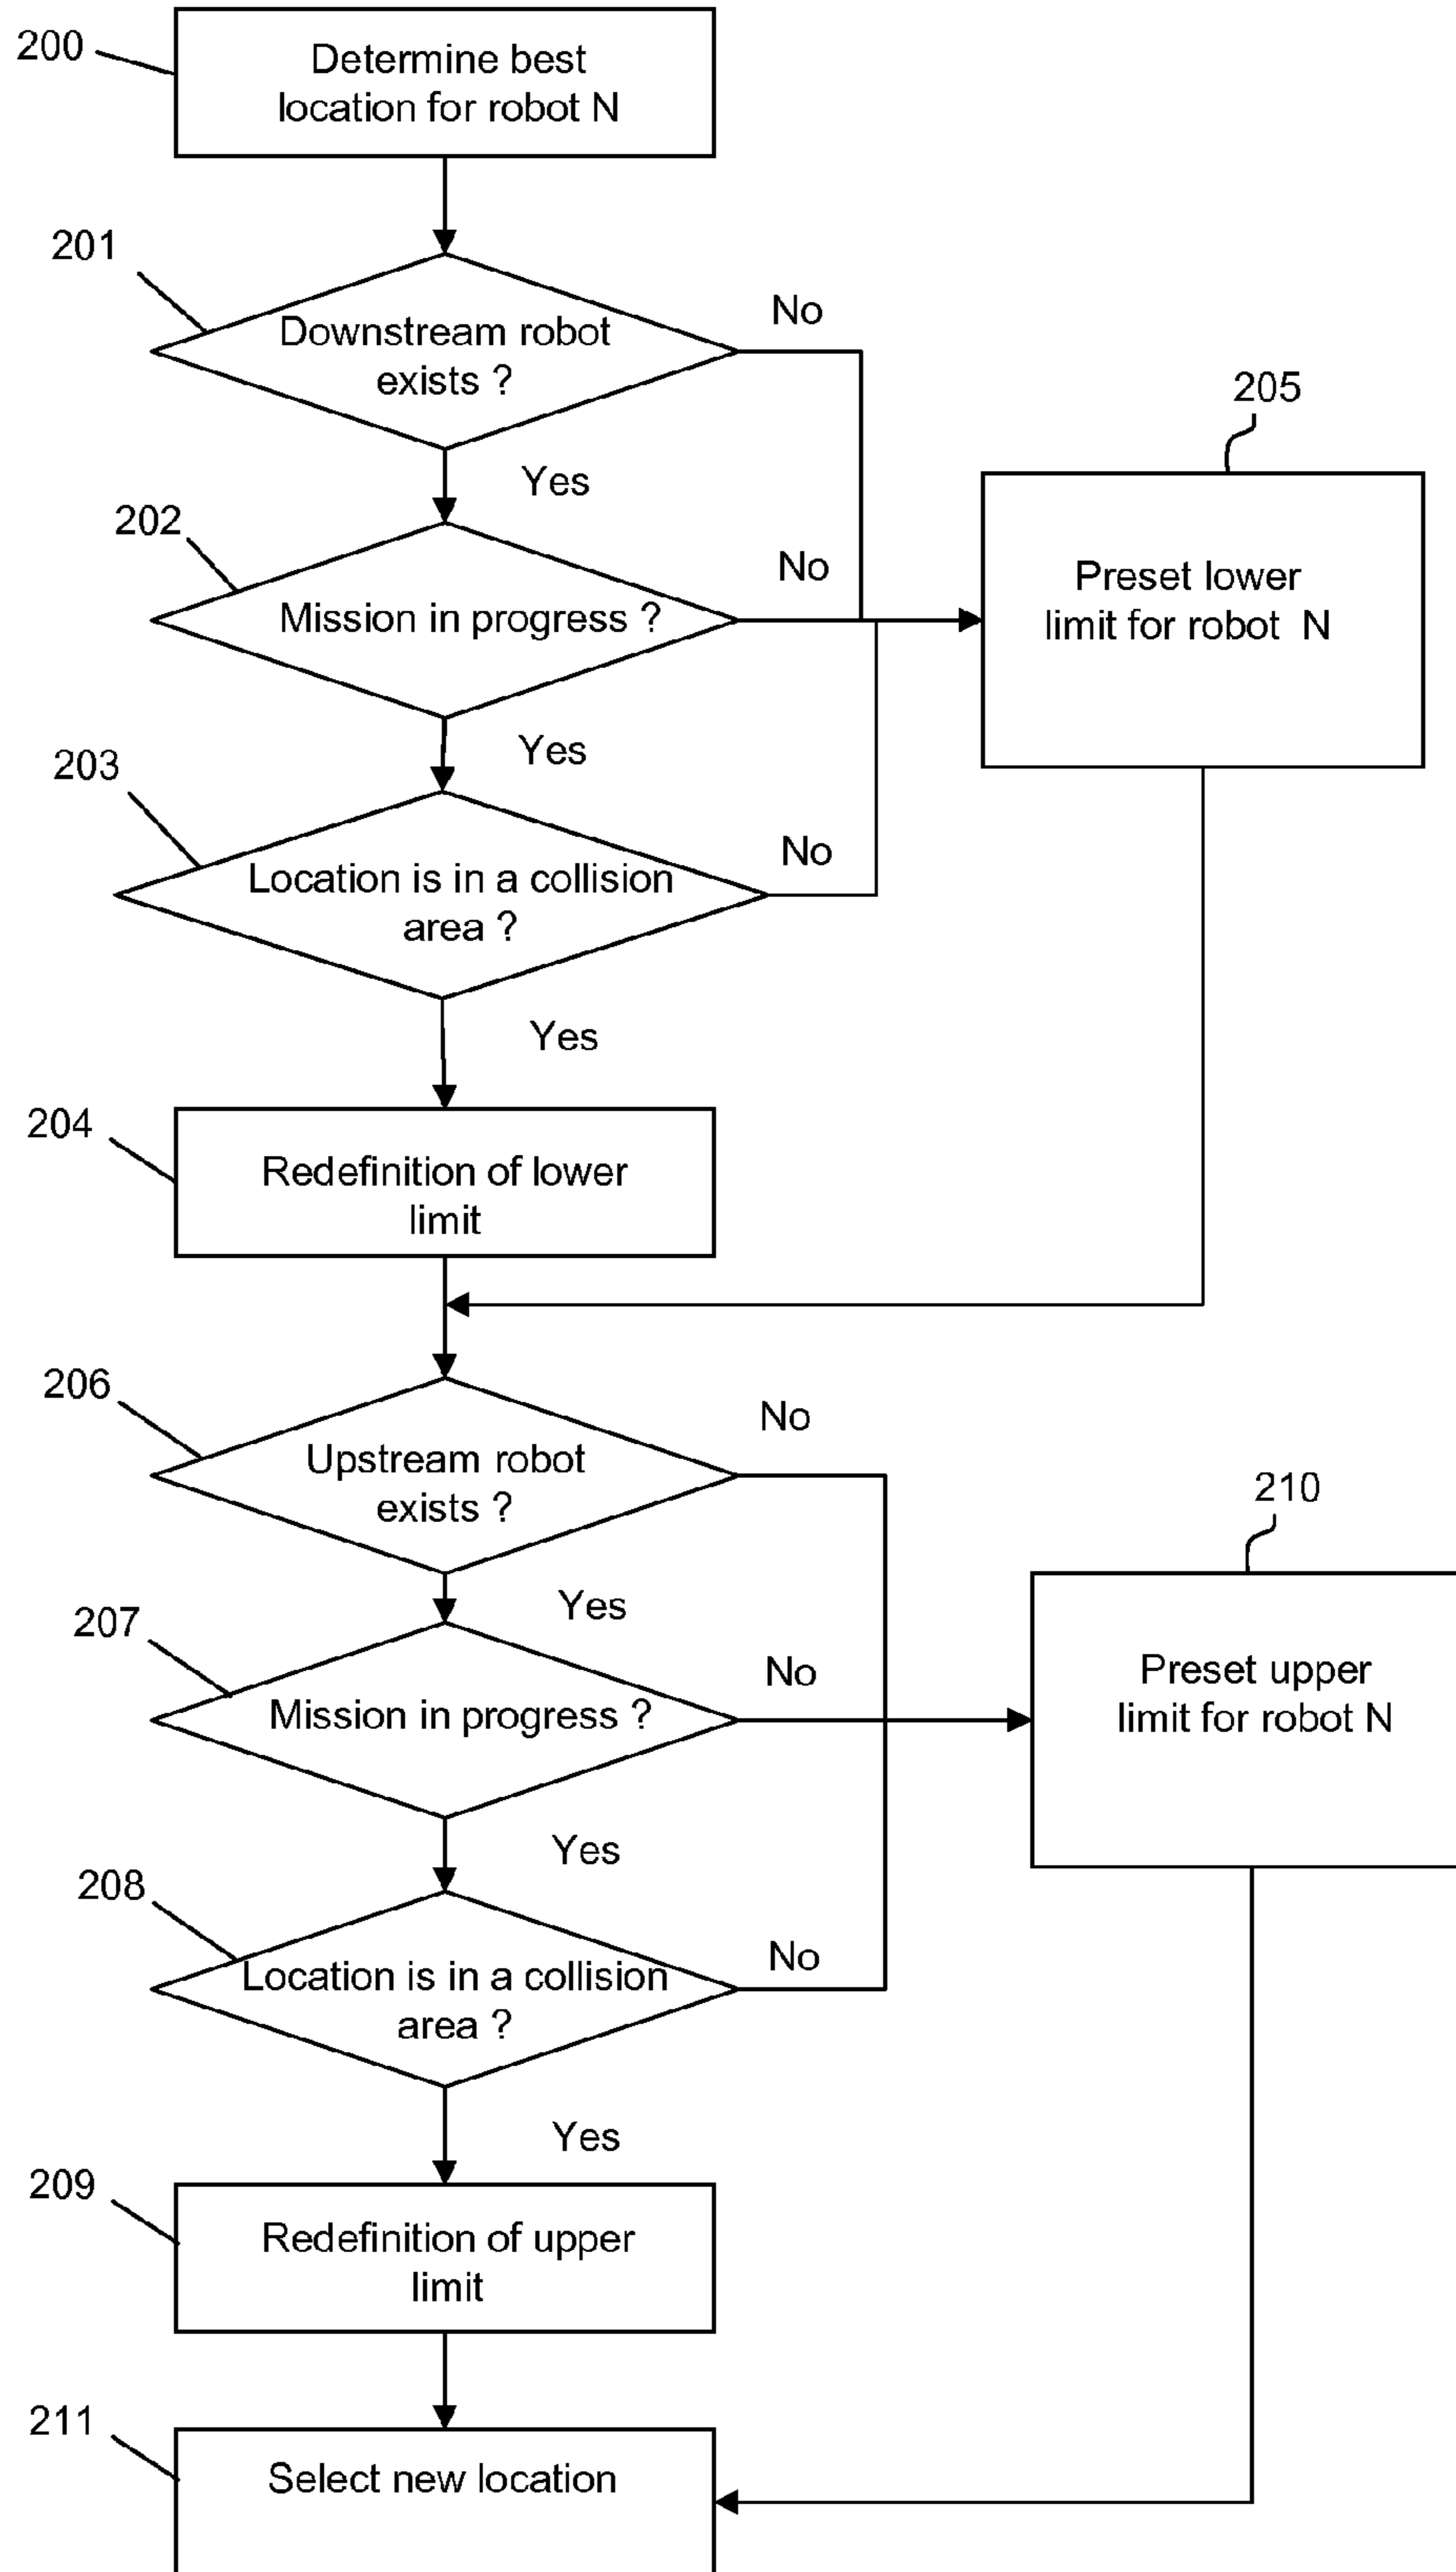 200
Determine best
location for robot N
201
Downstream robot
exists ?
No
Yes
205
Preset lower
limit for robot N
202
Mission in progress ?
No
Yes
203
Location is in a collision
area ?
No
Yes
204
Redefinition of lower
limit
206
Upstream robot
exists ?
No
Yes
210
Preset upper
limit for robot N
207
Mission in progress ?
No
Yes
208
Location is in a collision
area ?
No
Yes
209
Redefinition of upper
limit
211
Select new location